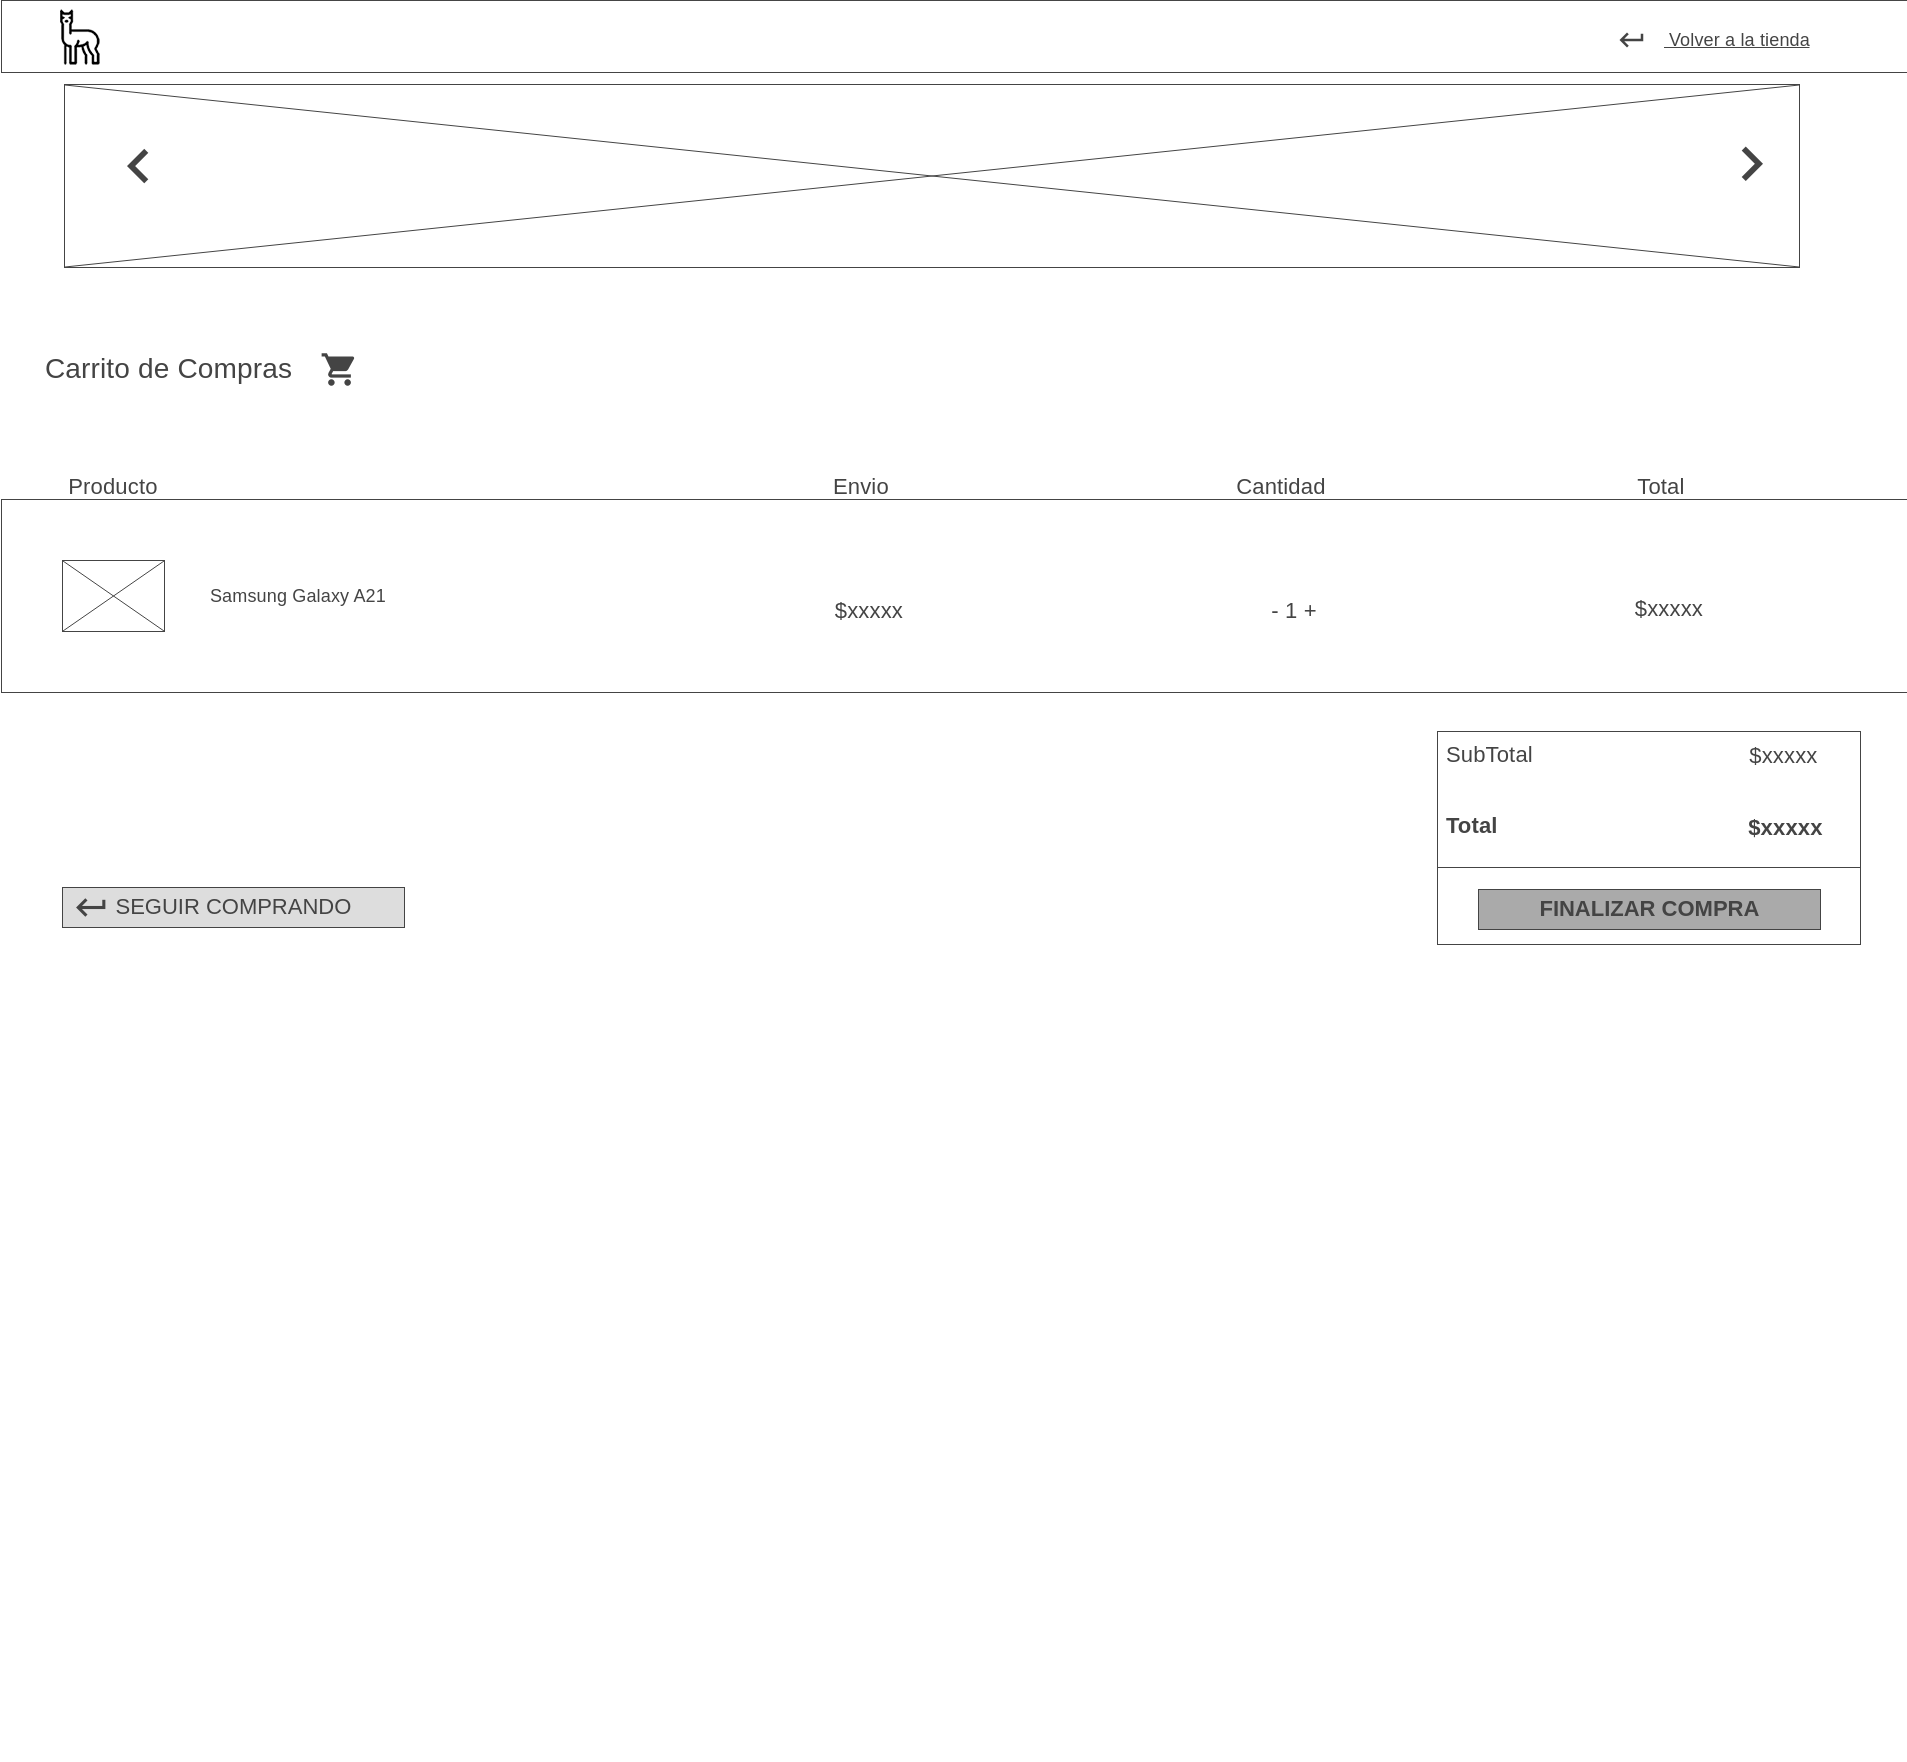 Volver a la tienda
Carrito de Compras
Producto Envio Cantidad Total
Samsung Galaxy A21 $xxxxx - 1 + $xxxxx
SubTotal $xxxxx
Total $xxxxx
SEGUIR COMPRANDO
FINALIZAR COMPRA